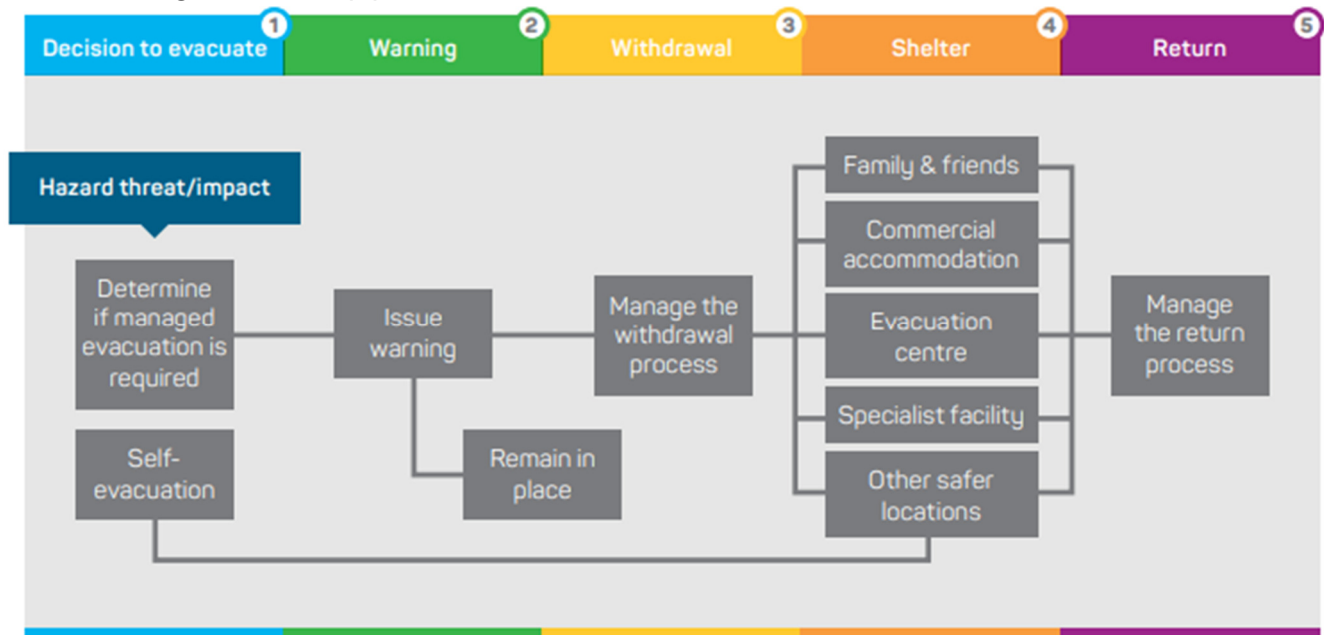 Decision to evacuate
1
Warning
2
Withdrawal
3
Shelter
4
Return
5
Hazard threat/impact
Determine
if managed
evacuation is
required
Self-
evacuation
Issue
warning
Remain in
place
Manage the
withdrawal
process
Family & friends
Commercial
accommodation
Evacuation
centre
Specialist facility
Other safer
locations
Manage
the return
process